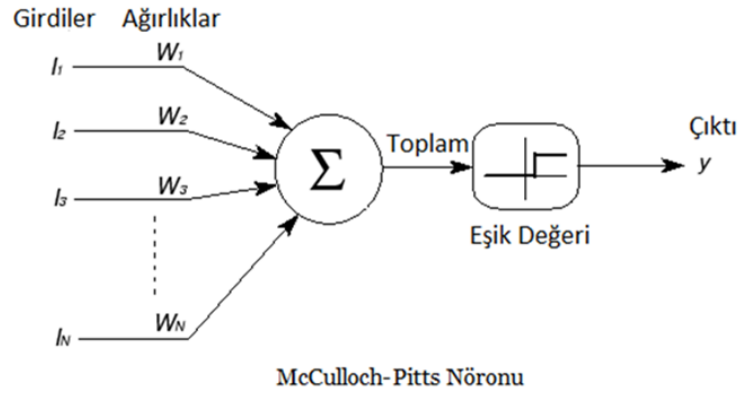 Girdiler Ağırlıklar
I1 W1
I2 W2
I3 W3
IN WN
Σ
Toplam
Eşik Değeri
Çıktı
y
McCulloch-Pitts Nöronu